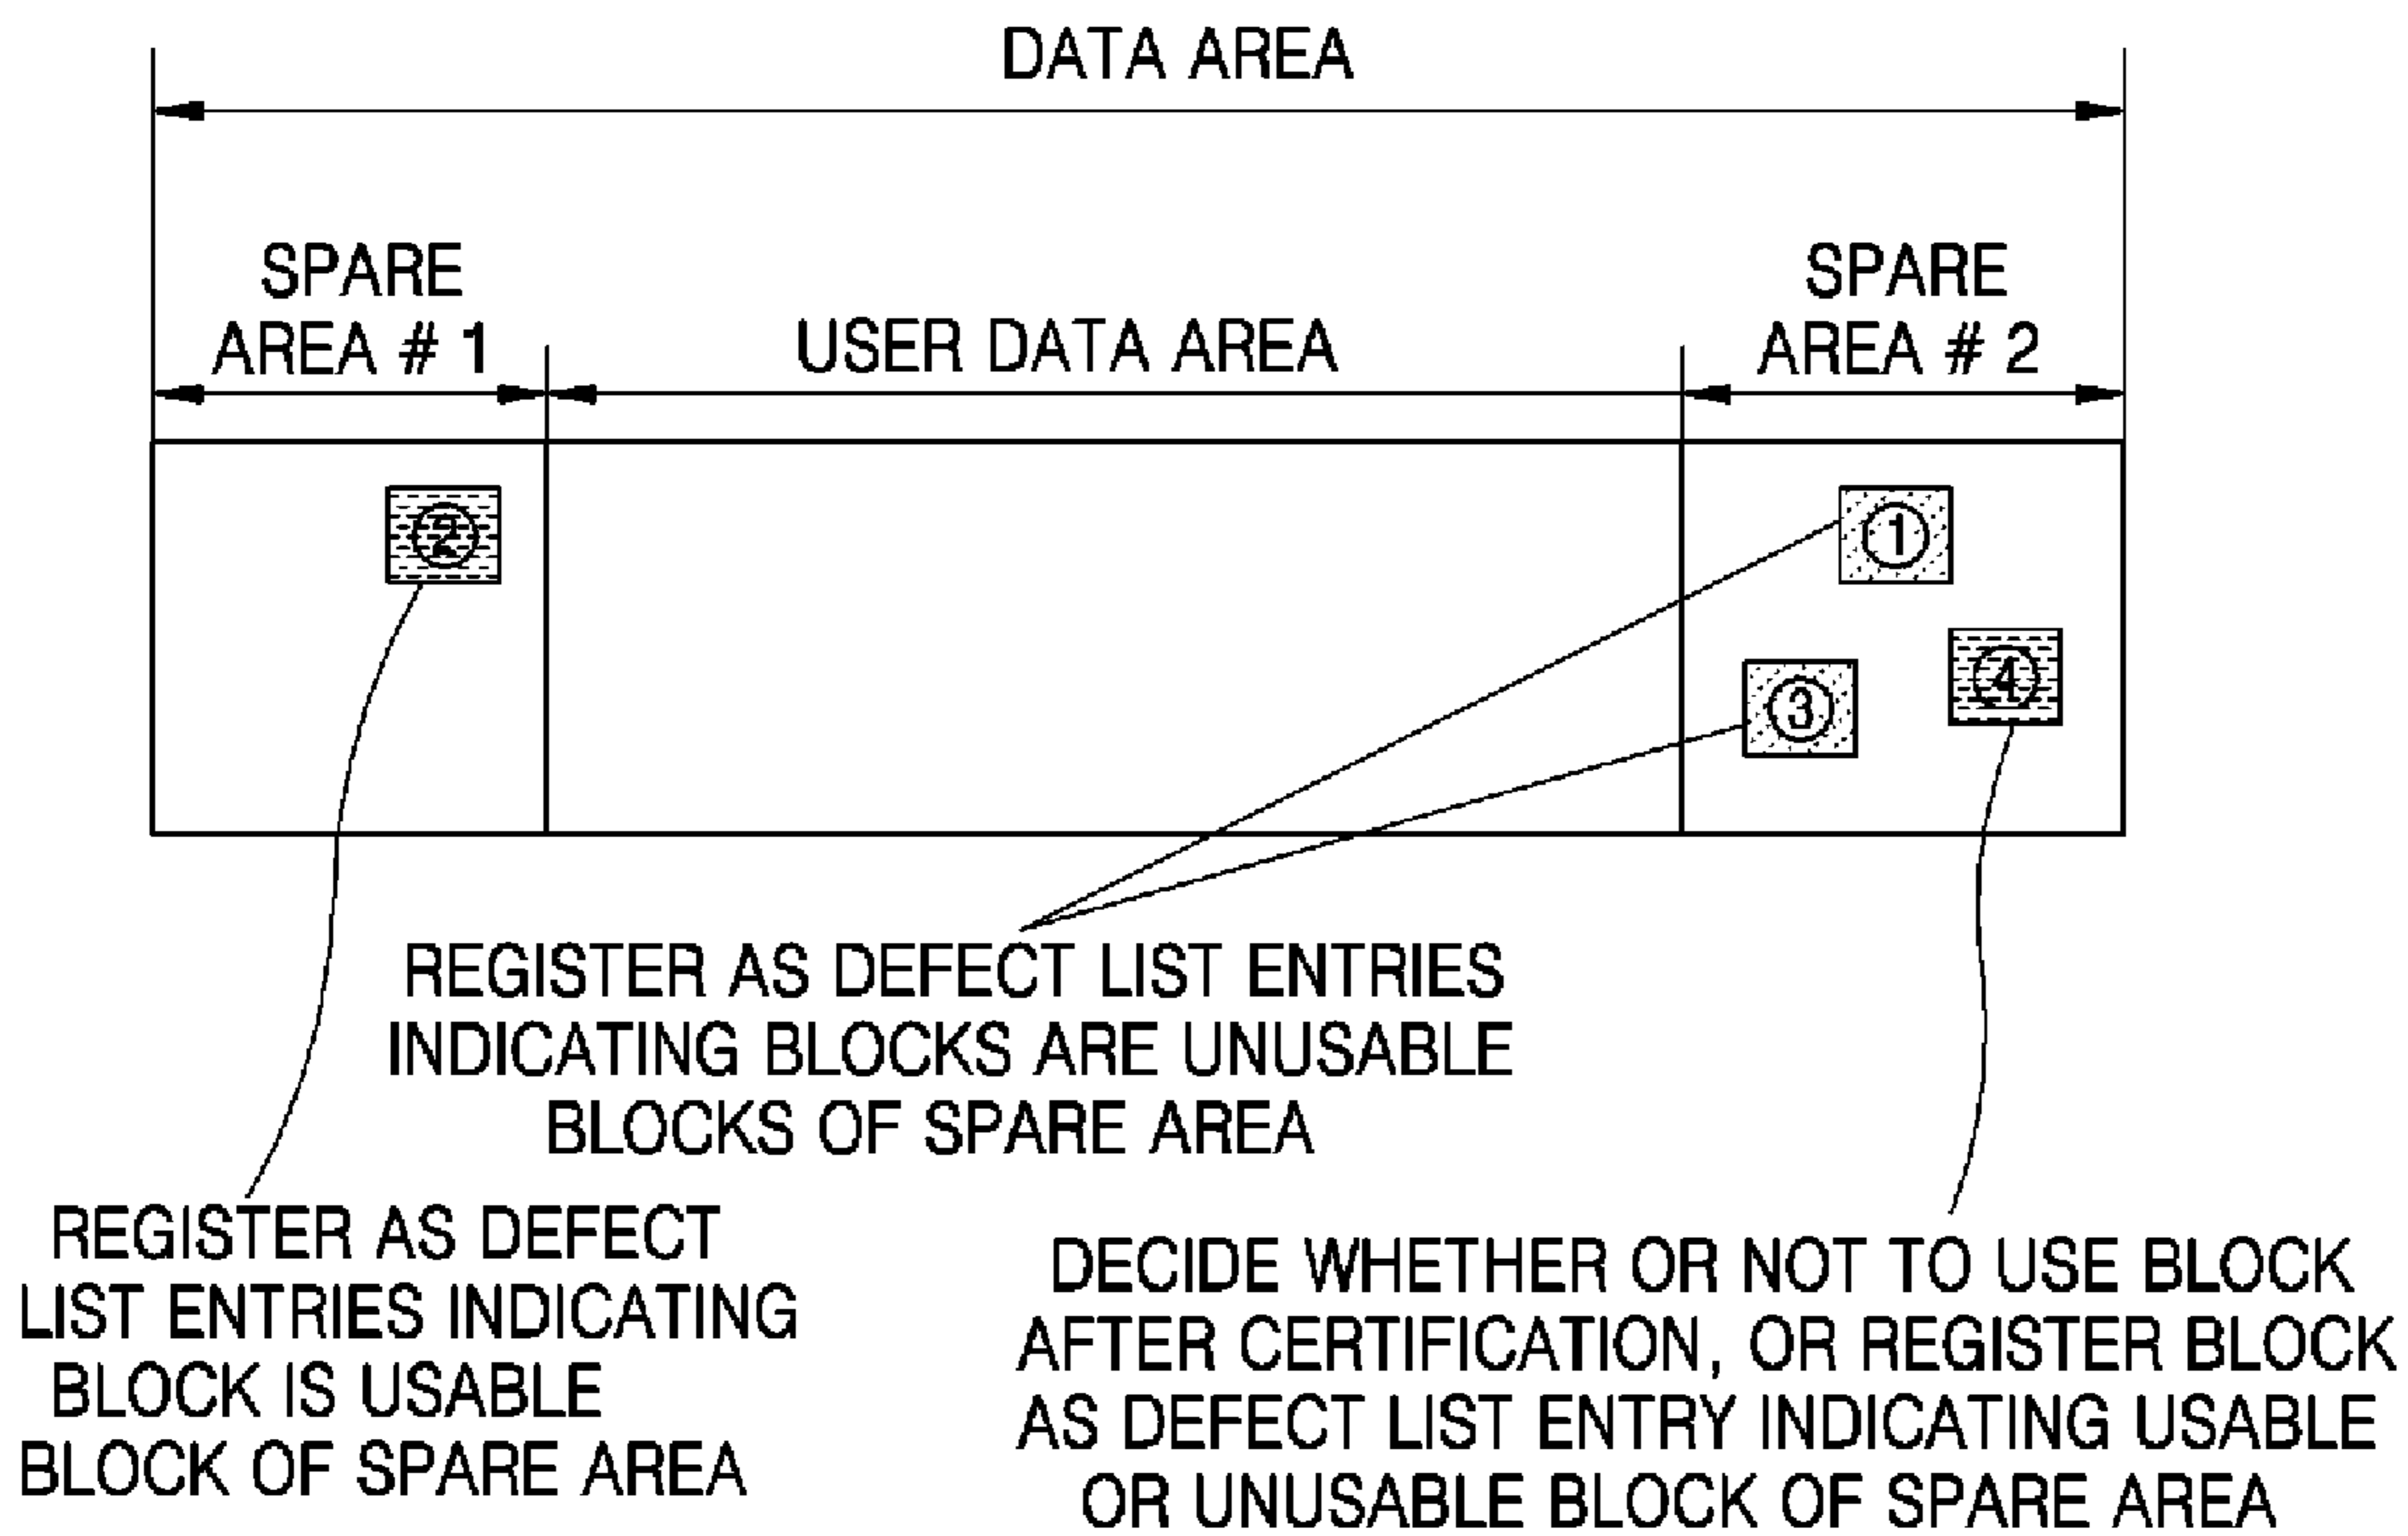 DATA AREA
SPARE
AREA # 1
USER DATA AREA
SPARE
AREA # 2
②
①
③
④
REGISTER AS DEFECT LIST ENTRIES
INDICATING BLOCKS ARE UNUSABLE
BLOCKS OF SPARE AREA
REGISTER AS DEFECT
LIST ENTRIES INDICATING
BLOCK IS USABLE
BLOCK OF SPARE AREA
DECIDE WHETHER OR NOT TO USE BLOCK
AFTER CERTIFICATION, OR REGISTER BLOCK
AS DEFECT LIST ENTRY INDICATING USABLE
OR UNUSABLE BLOCK OF SPARE AREA